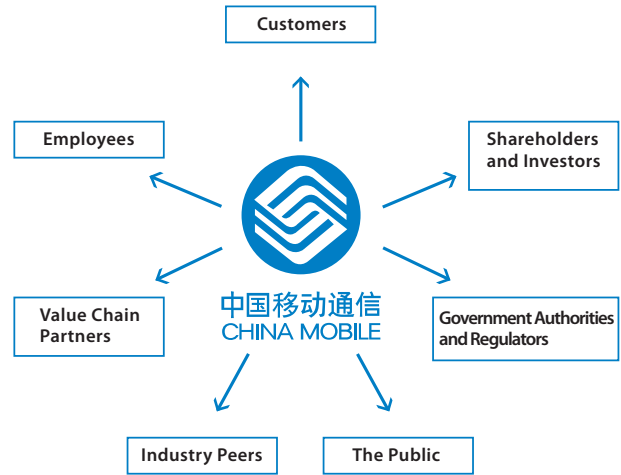 Customers
Employees
Shareholders
and Investors
中国移动通信
CHINA MOBILE
Value Chain
Partners
Government Authorities
and Regulators
Industry Peers
The Public